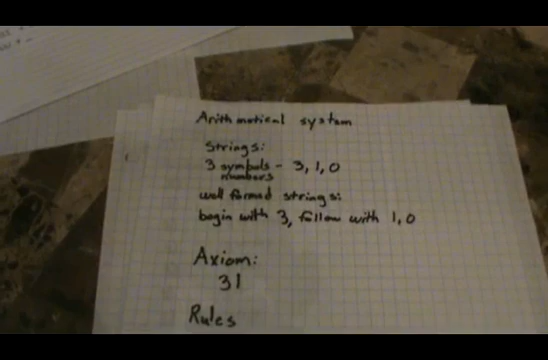 Arithmatical system
Strings:
3 symbols - 3, 1, 0
numbers
well formed strings:
begin with 3, follow with 1, 0
Axiom:
31
Rules